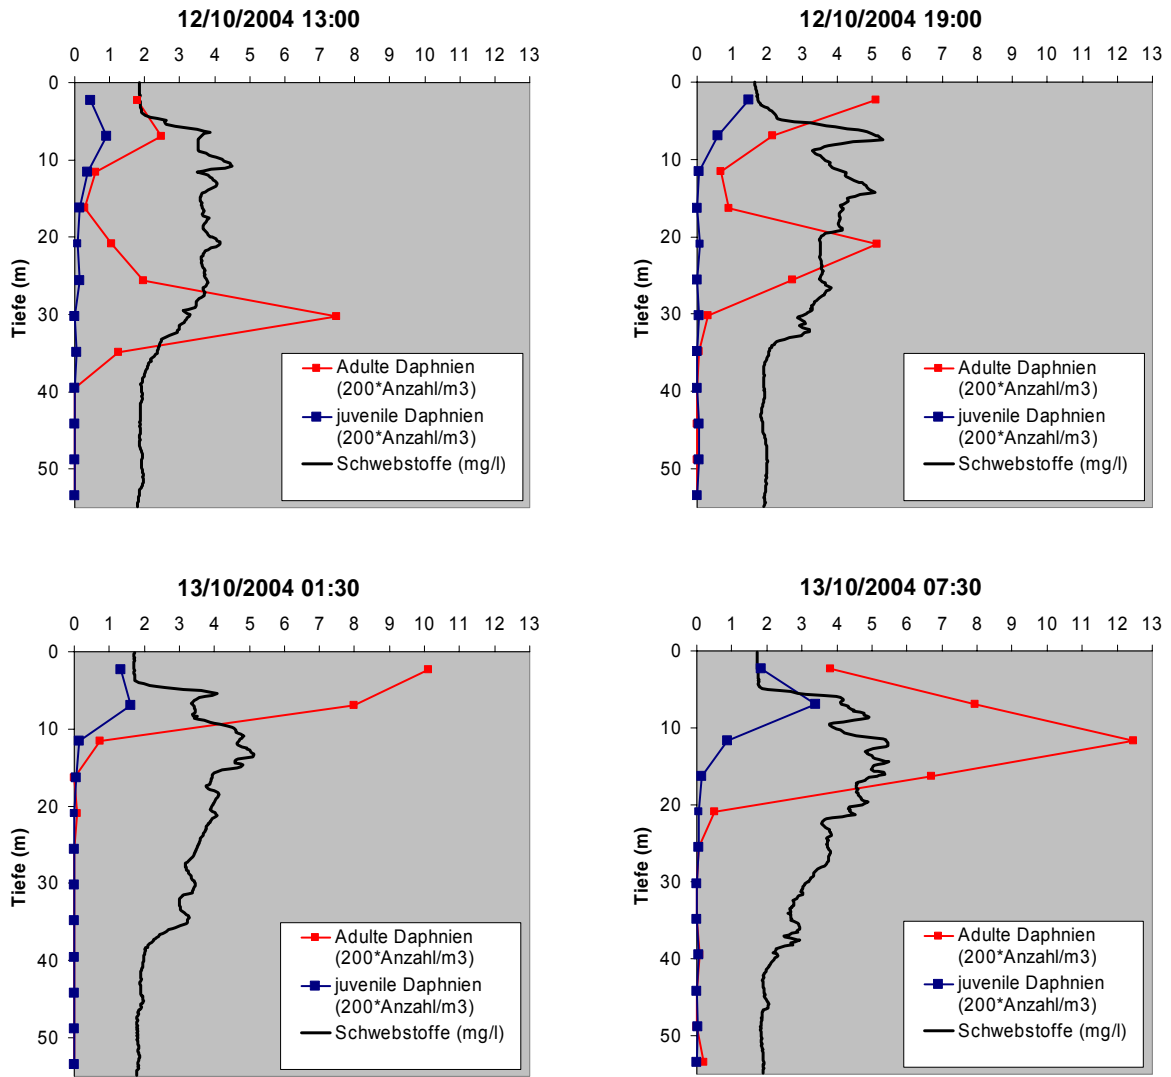 12/10/2004 13:00
0 1 2 3 4 5 6 7 8 9 10 11 12 13
0
10
20
30
40
50
Tiefe (m)
Adulte Daphnien
(200*Anzahl/m3)
juvenile Daphnien
(200*Anzahl/m3)
Schwebstoffe (mg/l)
12/10/2004 19:00
0 1 2 3 4 5 6 7 8 9 10 11 12 13
0
10
20
30
40
50
Tiefe (m)
Adulte Daphnien
(200*Anzahl/m3)
juvenile Daphnien
(200*Anzahl/m3)
Schwebstoffe (mg/l)
13/10/2004 01:30
0 1 2 3 4 5 6 7 8 9 10 11 12 13
0
10
20
30
40
50
Tiefe (m)
Adulte Daphnien
(200*Anzahl/m3)
juvenile Daphnien
(200*Anzahl/m3)
Schwebstoffe (mg/l)
13/10/2004 07:30
0 1 2 3 4 5 6 7 8 9 10 11 12 13
0
10
20
30
40
50
Tiefe (m)
Adulte Daphnien
(200*Anzahl/m3)
juvenile Daphnien
(200*Anzahl/m3)
Schwebstoffe (mg/l)